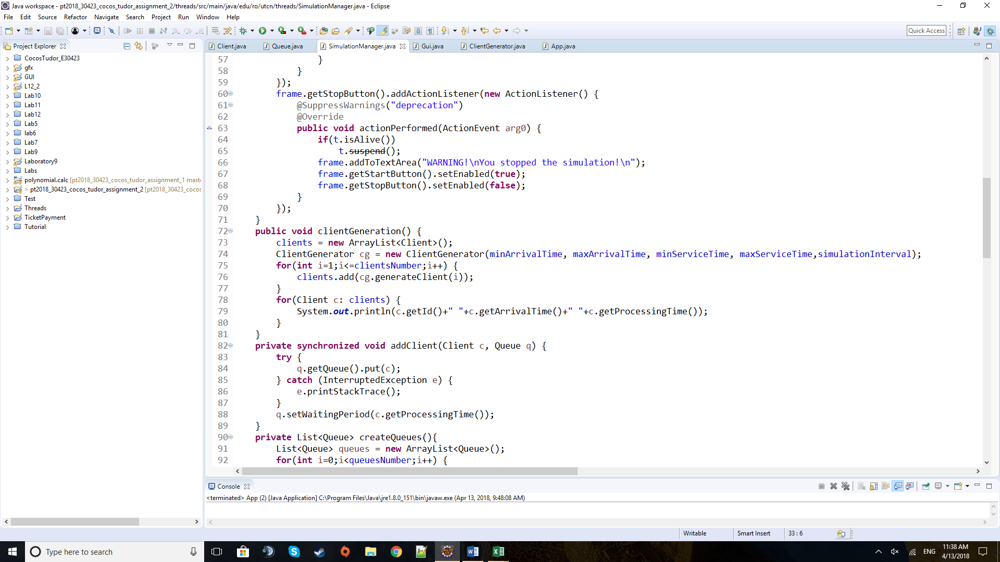 Java workspace - pt2018_30423_cocos_tudor_assignment_2/threads/src/main/java/edu/ro/utcn/threads/SimulationManager.java - Eclipse
File Edit Source Refactor Navigate Search Project Run Window Help
Quick Access
Project Explorer
CocosTudor_E30423
gfx
GUI
L12_2
Lab10
Lab11
Lab12
Lab5
lab6
Lab7
Lab9
Laboratory9
Labs
polynomial.calc [pt2018_30423_cocos_tudor_assignment_1 maste
> pt2018_30423_cocos_tudor_assignment_2 [pt2018_30423_cocos
Test
Threads
TicketPayment
Tutorial
Client.java Queue.java SimulationManager.java Gui.java ClientGenerator.java App.java
57 }
58 }
59 });
60 frame.getStopButton().addActionListener(new ActionListener() {
61 @SuppressWarnings("deprecation")
62 @Override
63 public void actionPerformed(ActionEvent arg0) {
64 if(t.isAlive())
65 t.suspend();
66 frame.addToTextArea("WARNING!\nYou stopped the simulation!\n");
67 frame.getStartButton().setEnabled(true);
68 frame.getStopButton().setEnabled(false);
69 }
70 });
71 }
72 public void clientGeneration() {
73 clients = new ArrayList<Client>();
74 ClientGenerator cg = new ClientGenerator(minArrivalTime, maxArrivalTime, minServiceTime, maxServiceTime,simulationInterval);
75 for(int i=1;i<=clientsNumber;i++) {
76 clients.add(cg.generateClient(i));
77 }
78 for(Client c: clients) {
79 System.out.println(c.getId()+" "+c.getArrivalTime()+" "+c.getProcessingTime());
80 }
81 }
82 private synchronized void addClient(Client c, Queue q) {
83 try {
84 q.getQueue().put(c);
85 } catch (InterruptedException e) {
86 e.printStackTrace();
87 }
88 q.setWaitingPeriod(c.getProcessingTime());
89 }
90 private List<Queue> createQueues(){
91 List<Queue> queues = new ArrayList<Queue>();
92 for(int i=0;i<queuesNumber;i++) {
Console
<terminated> App (2) [Java Application] C:\Program Files\Java\jre1.8.0_151\bin\javaw.exe (Apr 13, 2018, 9:48:08 AM)
Writable Smart Insert 33 : 6
Type here to search
ENG
11:38 AM
4/13/2018